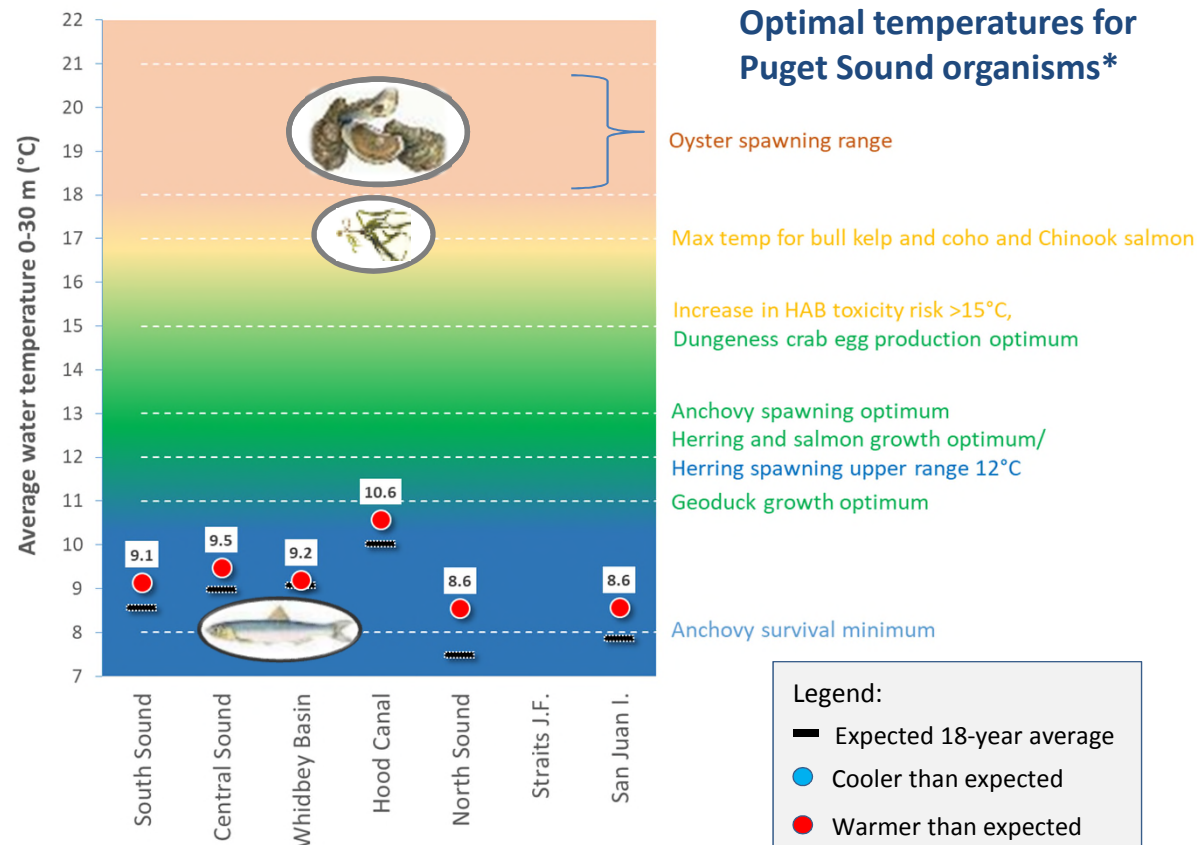 Optimal temperatures for
Puget Sound organisms*
Average water temperature 0-30 m (°C)
22
21
20
19
18
17
16
15
14
13
12
11
10
9
8
7
Oyster spawning range
Max temp for bull kelp and coho and Chinook salmon
Increase in HAB toxicity risk >15°C,
Dungeness crab egg production optimum
Anchovy spawning optimum
Herring and salmon growth optimum/
Herring spawning upper range 12°C
Geoduck growth optimum
Anchovy survival minimum
9.1
9.5
9.2
10.6
8.6
8.6
South Sound
Central Sound
Whidbey Basin
Hood Canal
North Sound
Straits J.F.
San Juan I.
Legend:
Expected 18-year average
Cooler than expected
Warmer than expected